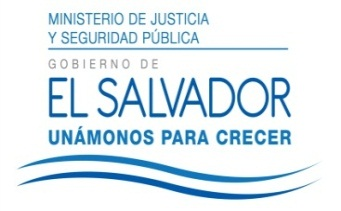 MINISTERIO DE JUSTICIA
Y SEGURIDAD PÚBLICA
GOBIERNO DE
EL SALVADOR
UNÁMONOS PARA CRECER